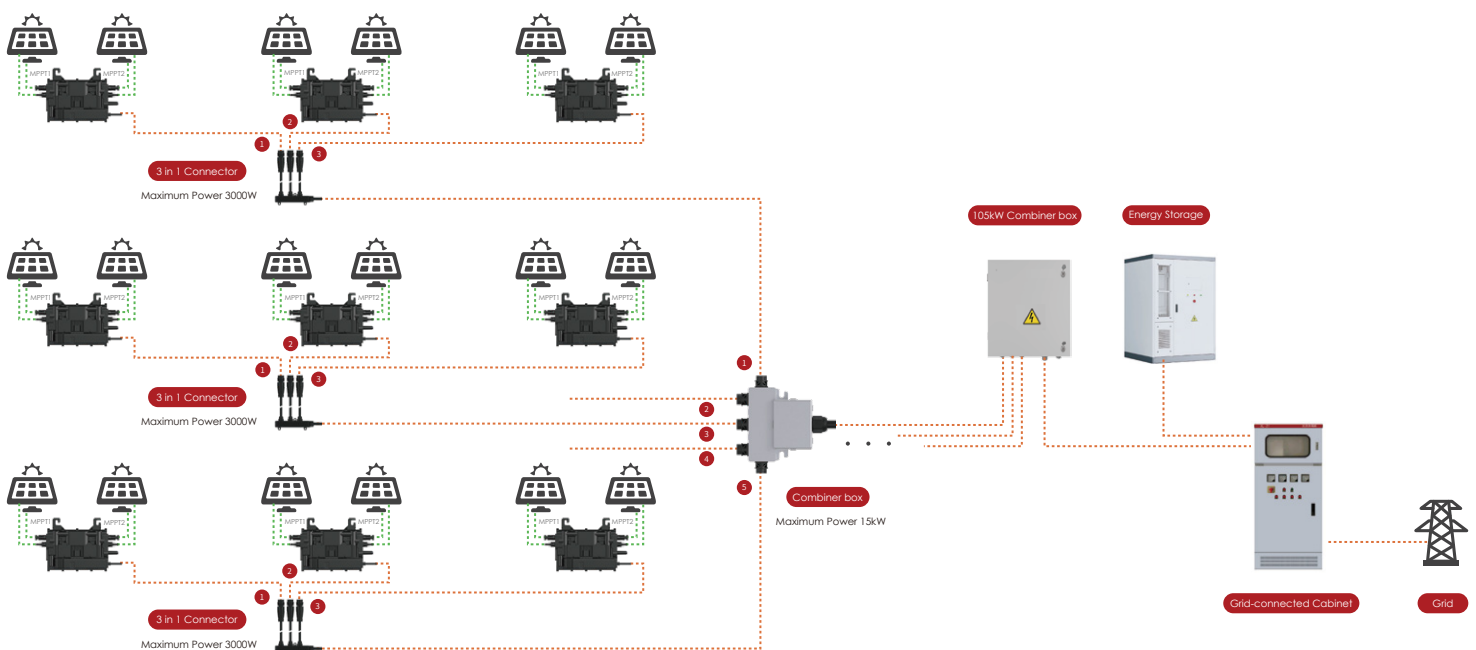 MPPT1 MPPT2 MPPT1 MPPT2 MPPT1 MPPT2
2
1
3
3 in 1 Connector
Maximum Power 3000W
105kW Combiner box
Energy Storage
MPPT1 MPPT2 MPPT1 MPPT2 MPPT1 MPPT2
2
1
3
3 in 1 Connector
Maximum Power 3000W
1
2
3
4
5
Combiner box
Maximum Power 15kW
MPPT1 MPPT2 MPPT1 MPPT2 MPPT1 MPPT2
2
1
3
3 in 1 Connector
Maximum Power 3000W
Grid-connected Cabinet
Grid